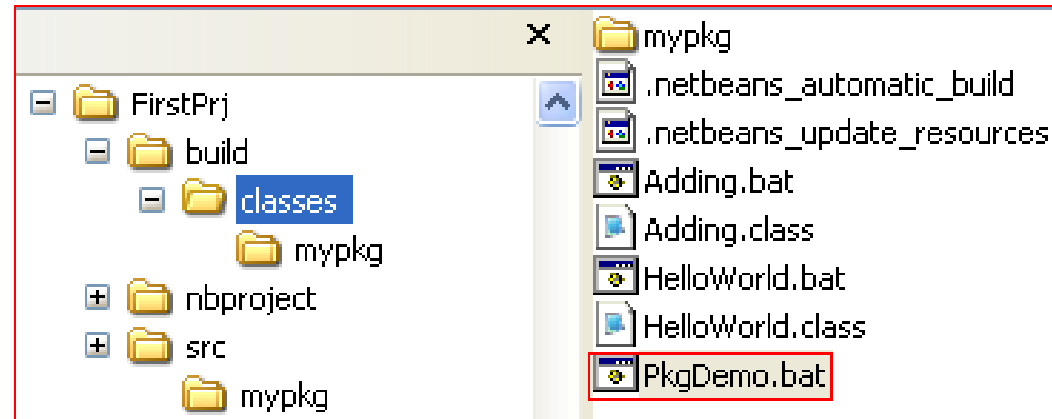 FirstPrj
build
classes
mypkg
nbproject
src
mypkg
mypkg
.netbeans_automatic_build
.netbeans_update_resources
Adding.bat
Adding.class
HelloWorld.bat
HelloWorld.class
PkgDemo.bat